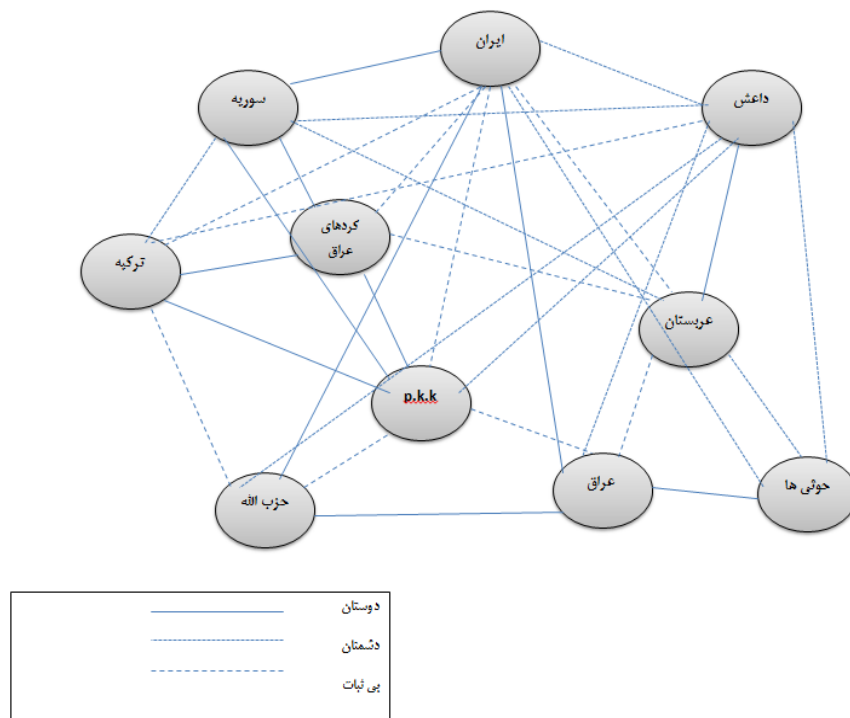 ایران
سوریه
داعش
کردهای
عراق
ترکیه
عربستان
p.k.k
عراق
حوثی ها
حزب الله
دوستان
دشمنان
بی ثبات